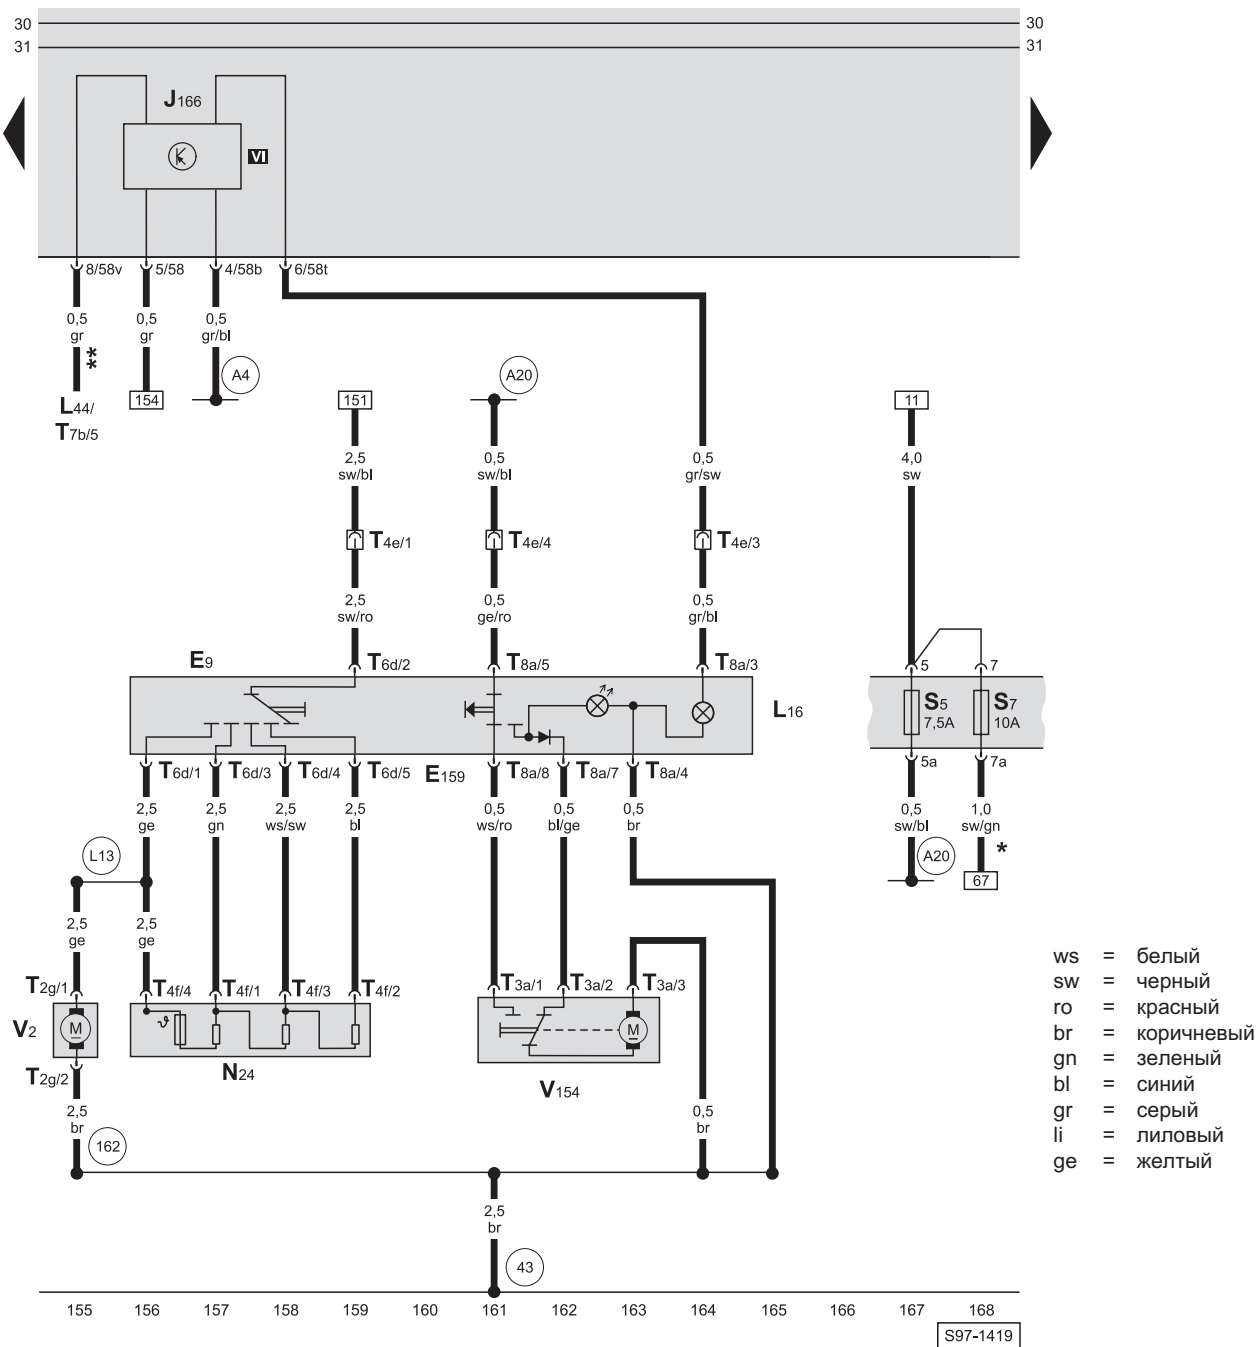 30 30
31 31
J166
VI
8/58v 5/58 4/58b 6/58t
0,5 0,5 0,5
gr gr gr/bl
**
A4 A20
L44/ 154 151 11
T7b/5
2,5 0,5 0,5 4,0
sw/bl sw/bl gr/sw sw
T4e/1 T4e/4 T4e/3
2,5 0,5 0,5
sw/ro ge/ro gr/bl
E9 T6d/2 T8a/5 T8a/3 5 7
L16 S5 S7
7,5A 10A
T6d/1 T6d/3 T6d/4 T6d/5 E159 T8a/8 T8a/7 T8a/4 5a 7a
2,5 2,5 2,5 2,5 0,5 0,5 0,5 0,5 1,0
ge gn ws/sw bl ws/ro bl/ge br sw/bl sw/gn
*
L13 A20
67
2,5 2,5
ge ge
T2g/1 T4f/4 T4f/1 T4f/3 T4f/2 T3a/1 T3a/2 T3a/3
V2 M ϑ M
T2g/2 N24 V154
2,5 0,5
br br
162
2,5
br
43
ws = белый
sw = черный
ro = красный
br = коричневый
gn = зеленый
bl = синий
gr = серый
li = лиловый
ge = желтый
155 156 157 158 159 160 161 162 163 164 165 166 167 168
S97-1419